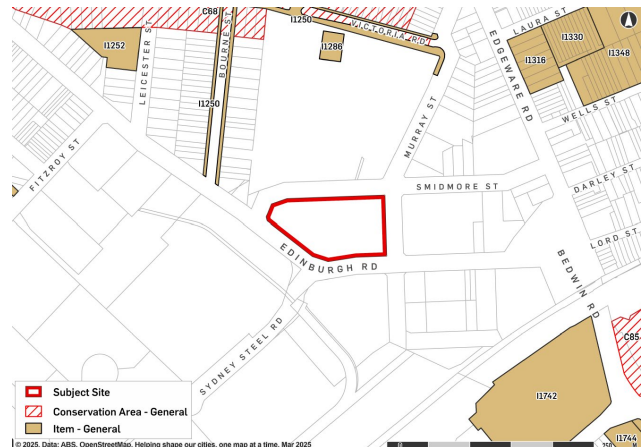 C68
I1250
VICTORIA RD
LAURA ST
I1330
I1252
LEICESTER ST
BOURNE ST
I1286
EDGEWARE RD
I1316
I1348
I1250
MURRAY ST
WELLS ST
FITZROY ST
SMIDMORE ST
DARLEY ST
LORD ST
EDINBURGH RD
BEDWIN RD
SYDNEY STEEL RD
C85
Subject Site
Conservation Area - General
Item - General
I1742
I1744
© 2025. Data: ABS, OpenStreetMap, Helping shape our cities, one map at a time, Mar 2025
250
M